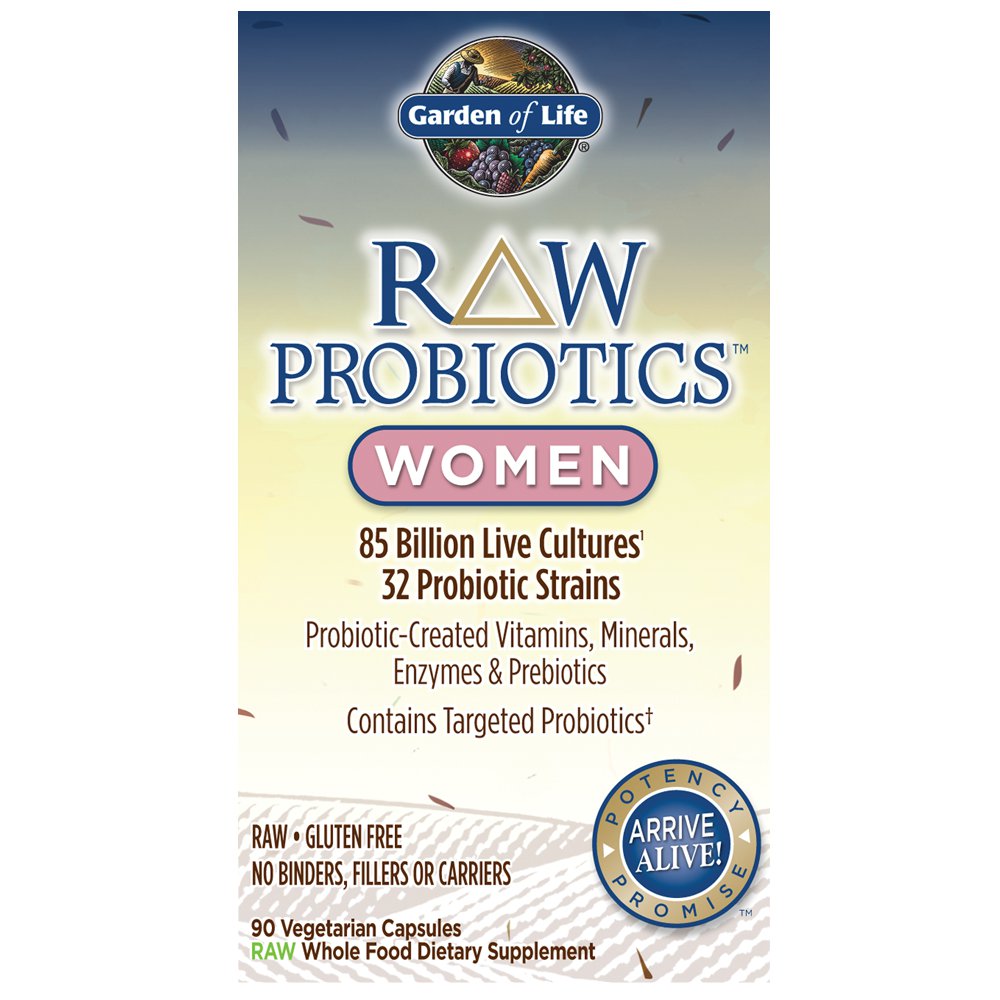 Garden of Life®
RAW
PROBIOTICS™
WOMEN
85 Billion Live Cultures¹
32 Probiotic Strains
Probiotic-Created Vitamins, Minerals,
Enzymes & Prebiotics
Contains Targeted Probiotics†
POTENCY
ARRIVE
ALIVE!
PROMISE™
RAW • GLUTEN FREE
NO BINDERS, FILLERS OR CARRIERS
90 Vegetarian Capsules
RAW Whole Food Dietary Supplement